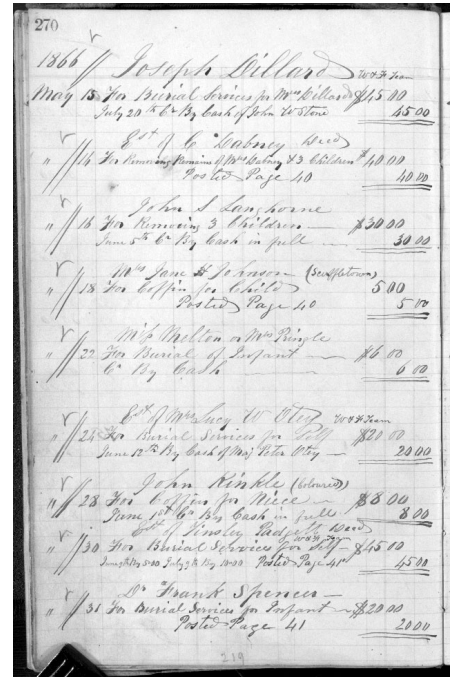 270
1866 Joseph Dillard W & H Team
May 15 For Burial Services for Mrs Dillard $45 00
July 20th Cr By Cash of John W Stone 45 00
Est of C Dabney Decd
" 16 For Removing Remains of Mrs Dabney & 3 Children $40 00
Posted Page 40 40 00
John S Langhorne
" 16 For Removing 3 Children $30 00
June 5th Cr By Cash in full 30 00
Mrs Jane H Johnson (Scuffletown)
" 18 For Coffin for Child 5 00
Posted Page 40 5 00
Melton or Mrs Pringle
" 22 For Burial of Infant $6 00
Cr By Cash 6 00
Est of Mrs Lucy W Otey W & H Team
" 24 For Burial Services for Self $20 00
June 12th By Cash of Maj Peter Otey 20 00
John Kinkle (Coloured)
" 28 For Coffin for Niece $8 00
June 1st Cr By Cash in full 8 00
Est Tinsley Padgett Decd
W & H Team
" 30 For Burial Services for Self $45 00
Posted Page 41 45 00
Dr Frank Spencer
" 31 For Burial Services for Infant $20 00
Posted Page 41 20 00
219